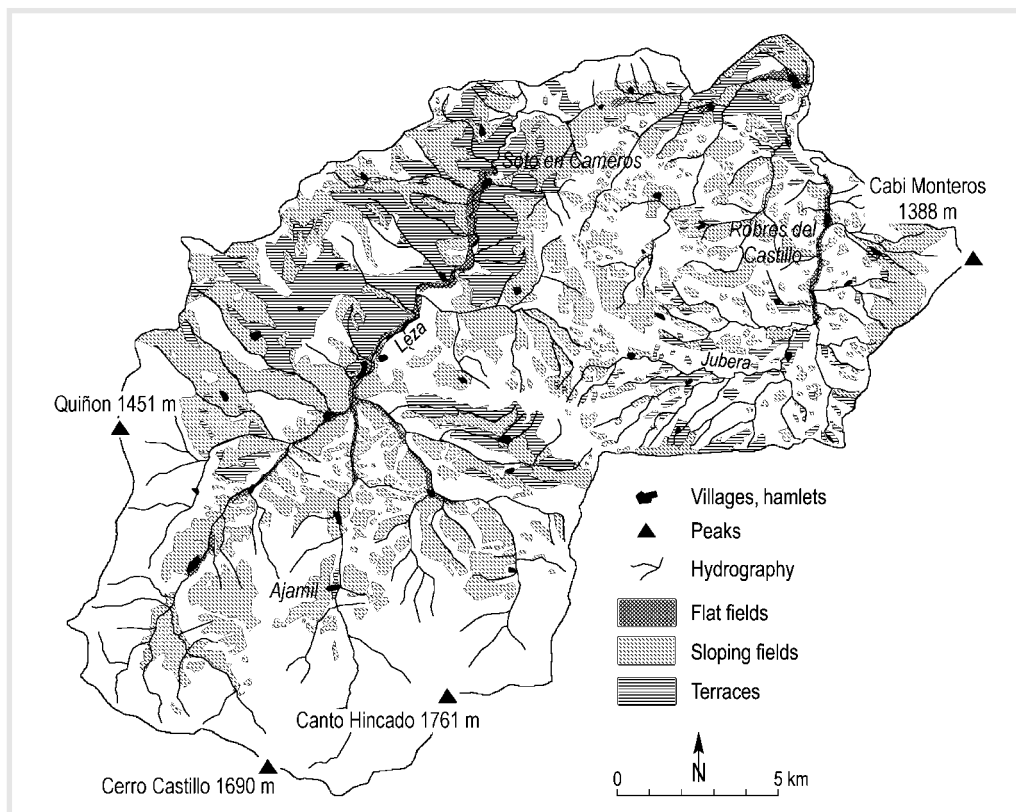 Soto en Cameros
Cabi Monteros
1388 m
Robres del
Castillo
Leza
Jubera
Quiñon 1451 m
Ajamil
Canto Hincado 1761 m
Cerro Castillo 1690 m
Villages, hamlets
Peaks
Hydrography
Flat fields
Sloping fields
Terraces
N
0 5 km